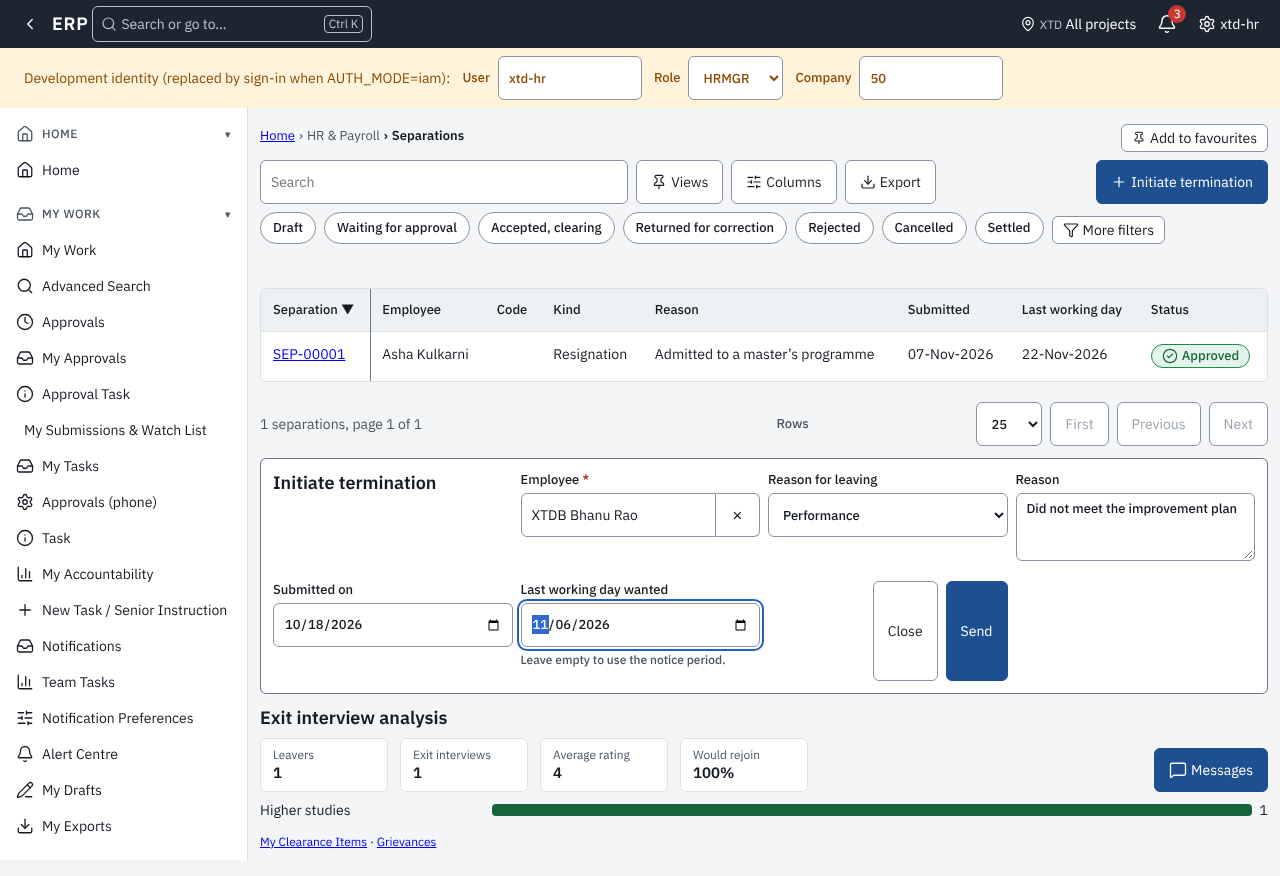 ERP Search or go to... Ctrl K XTD All projects 3 xtd-hr
Development identity (replaced by sign-in when AUTH_MODE=iam): User xtd-hr Role HRMGR Company 50
HOME
Home
MY WORK
My Work
Advanced Search
Approvals
My Approvals
Approval Task
My Submissions & Watch List
My Tasks
Approvals (phone)
Task
My Accountability
New Task / Senior Instruction
Notifications
Team Tasks
Notification Preferences
Alert Centre
My Drafts
My Exports
Home › HR & Payroll › Separations
Add to favourites
Search Views Columns Export + Initiate termination
Draft Waiting for approval Accepted, clearing Returned for correction Rejected Cancelled Settled More filters
Separation ▼ Employee Code Kind Reason Submitted Last working day Status
SEP-00001 Asha Kulkarni Resignation Admitted to a master’s programme 07-Nov-2026 22-Nov-2026 Approved
1 separations, page 1 of 1 Rows 25 First Previous Next
Initiate termination
Employee * Reason for leaving Reason
XTDB Bhanu Rao × Performance Did not meet the improvement plan
Submitted on Last working day wanted
10/18/2026 11/06/2026 Close Send
Leave empty to use the notice period.
Exit interview analysis
Leavers Exit interviews Average rating Would rejoin
1 1 4 100%
Messages
Higher studies 1
My Clearance Items · Grievances